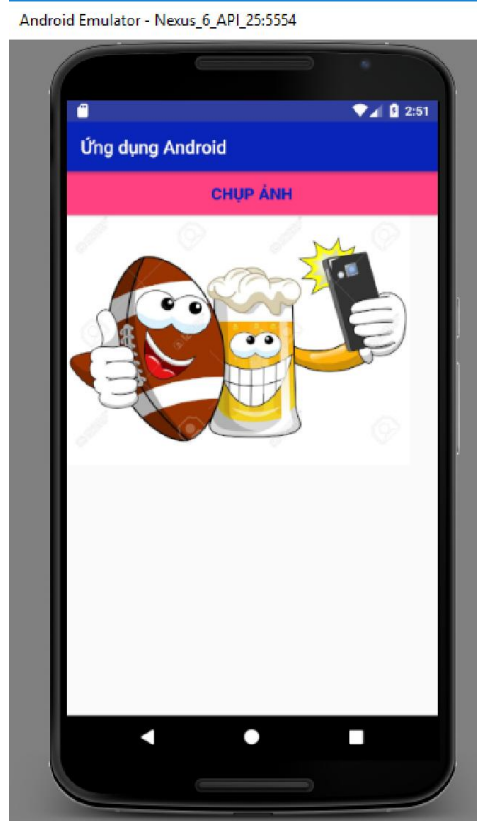 Android Emulator - Nexus_6_API_25:5554
2:51
Ứng dụng Android
CHỤP ẢNH